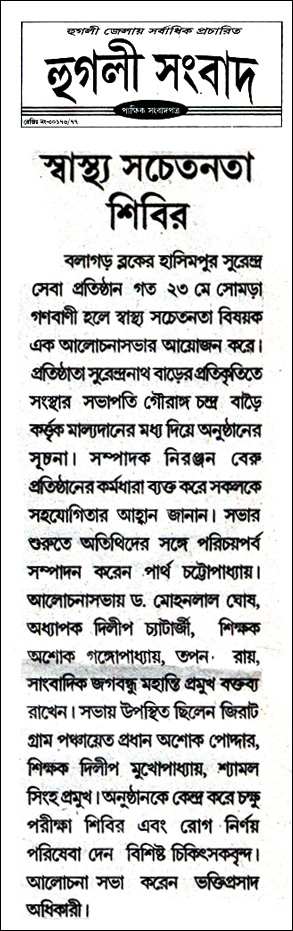 হুগলী জেলায় সর্বাধিক প্রচারিত
হুগলী সংবাদ
পাক্ষিক সংবাদপত্র
রেজিঃ নং-৩০১৭৬/৭৭
স্বাস্থ্য সচেতনতা
শিবির
বলাগড় ব্লকের হাসিমপুর সুরেন্দ্র
সেবা প্রতিষ্ঠান গত ২৩ মে সোমড়া
গণবাণী হলে স্বাস্থ্য সচেতনতা বিষয়ক
এক আলোচনাসভার আয়োজন করে।
প্রতিষ্ঠাতা সুরেন্দ্রনাথ বাড়ের প্রতিকৃতিতে
সংস্থার সভাপতি গৌরাঙ্গ চন্দ্র বাড়ৈ
কর্তৃক মাল্যদানের মধ্য দিয়ে অনুষ্ঠানের
সূচনা। সম্পাদক নিরঞ্জন বেরু
প্রতিষ্ঠানের কর্মধারা ব্যক্ত করে সকলকে
সহযোগিতার আহ্বান জানান। সভার
শুরুতে অতিথিদের সঙ্গে পরিচয়পর্ব
সম্পাদন করেন পার্থ চট্টোপাধ্যায়।
আলোচনাসভায় ড. মোহনলাল ঘোষ,
অধ্যাপক দিলীপ চ্যাটার্জী, শিক্ষক
অশোক গঙ্গোপাধ্যায়, তপন রায়,
সাংবাদিক জগবন্ধু মহান্তি প্রমুখ বক্তব্য
রাখেন। সভায় উপস্থিত ছিলেন জিরাট
গ্রাম পঞ্চায়েত প্রধান অশোক পোদ্দার,
শিক্ষক দিলীপ মুখোপাধ্যায়, শ্যামল
সিংহ প্রমুখ। অনুষ্ঠানকে কেন্দ্র করে চক্ষু
পরীক্ষা শিবির এবং রোগ নির্ণয়
পরিষেবা দেন বিশিষ্ট চিকিৎসকবৃন্দ।
আলোচনা সভা করেন ভক্তিপ্রসাদ
অধিকারী।